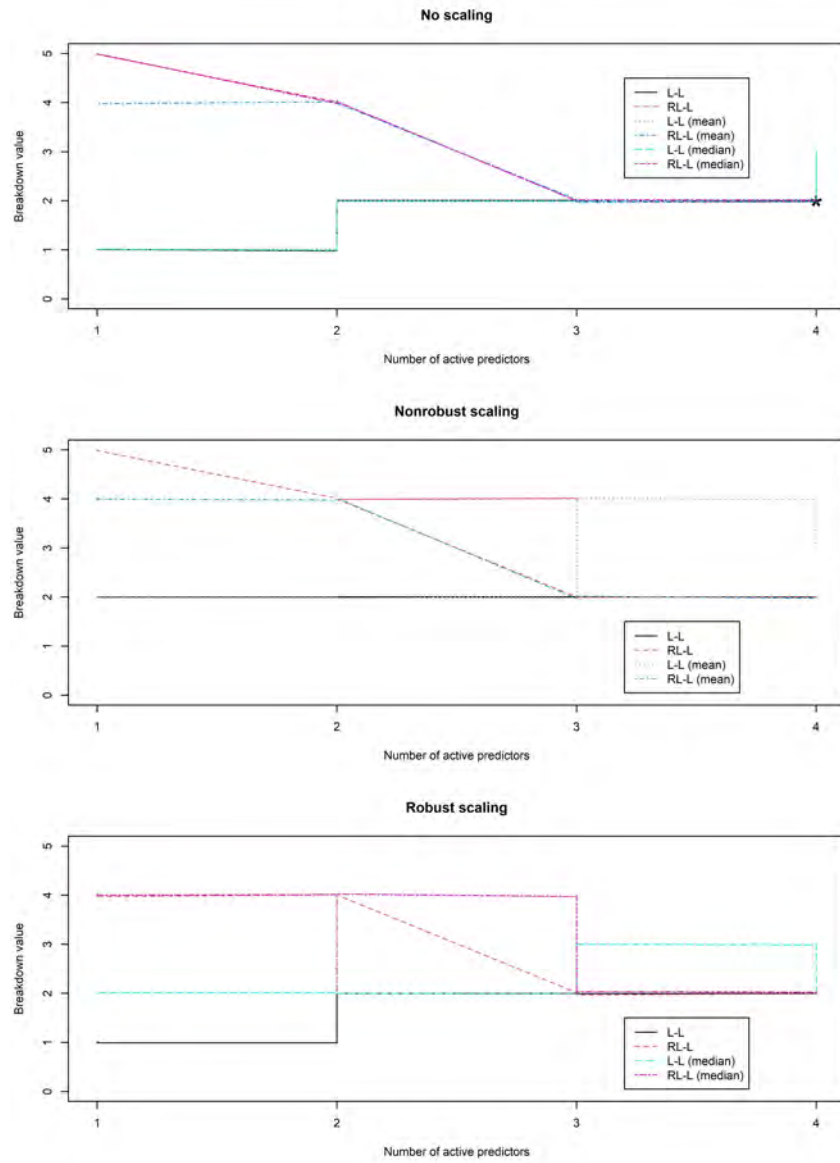 No scaling
Breakdown value
5
4
3
2
1
0
L-L
RL-L
L-L (mean)
RL-L (mean)
L-L (median)
RL-L (median)
*
1 2 3 4
Number of active predictors
Nonrobust scaling
Breakdown value
5
4
3
2
1
0
L-L
RL-L
L-L (mean)
RL-L (mean)
1 2 3 4
Number of active predictors
Robust scaling
Breakdown value
5
4
3
2
1
0
L-L
RL-L
L-L (median)
RL-L (median)
1 2 3 4
Number of active predictors